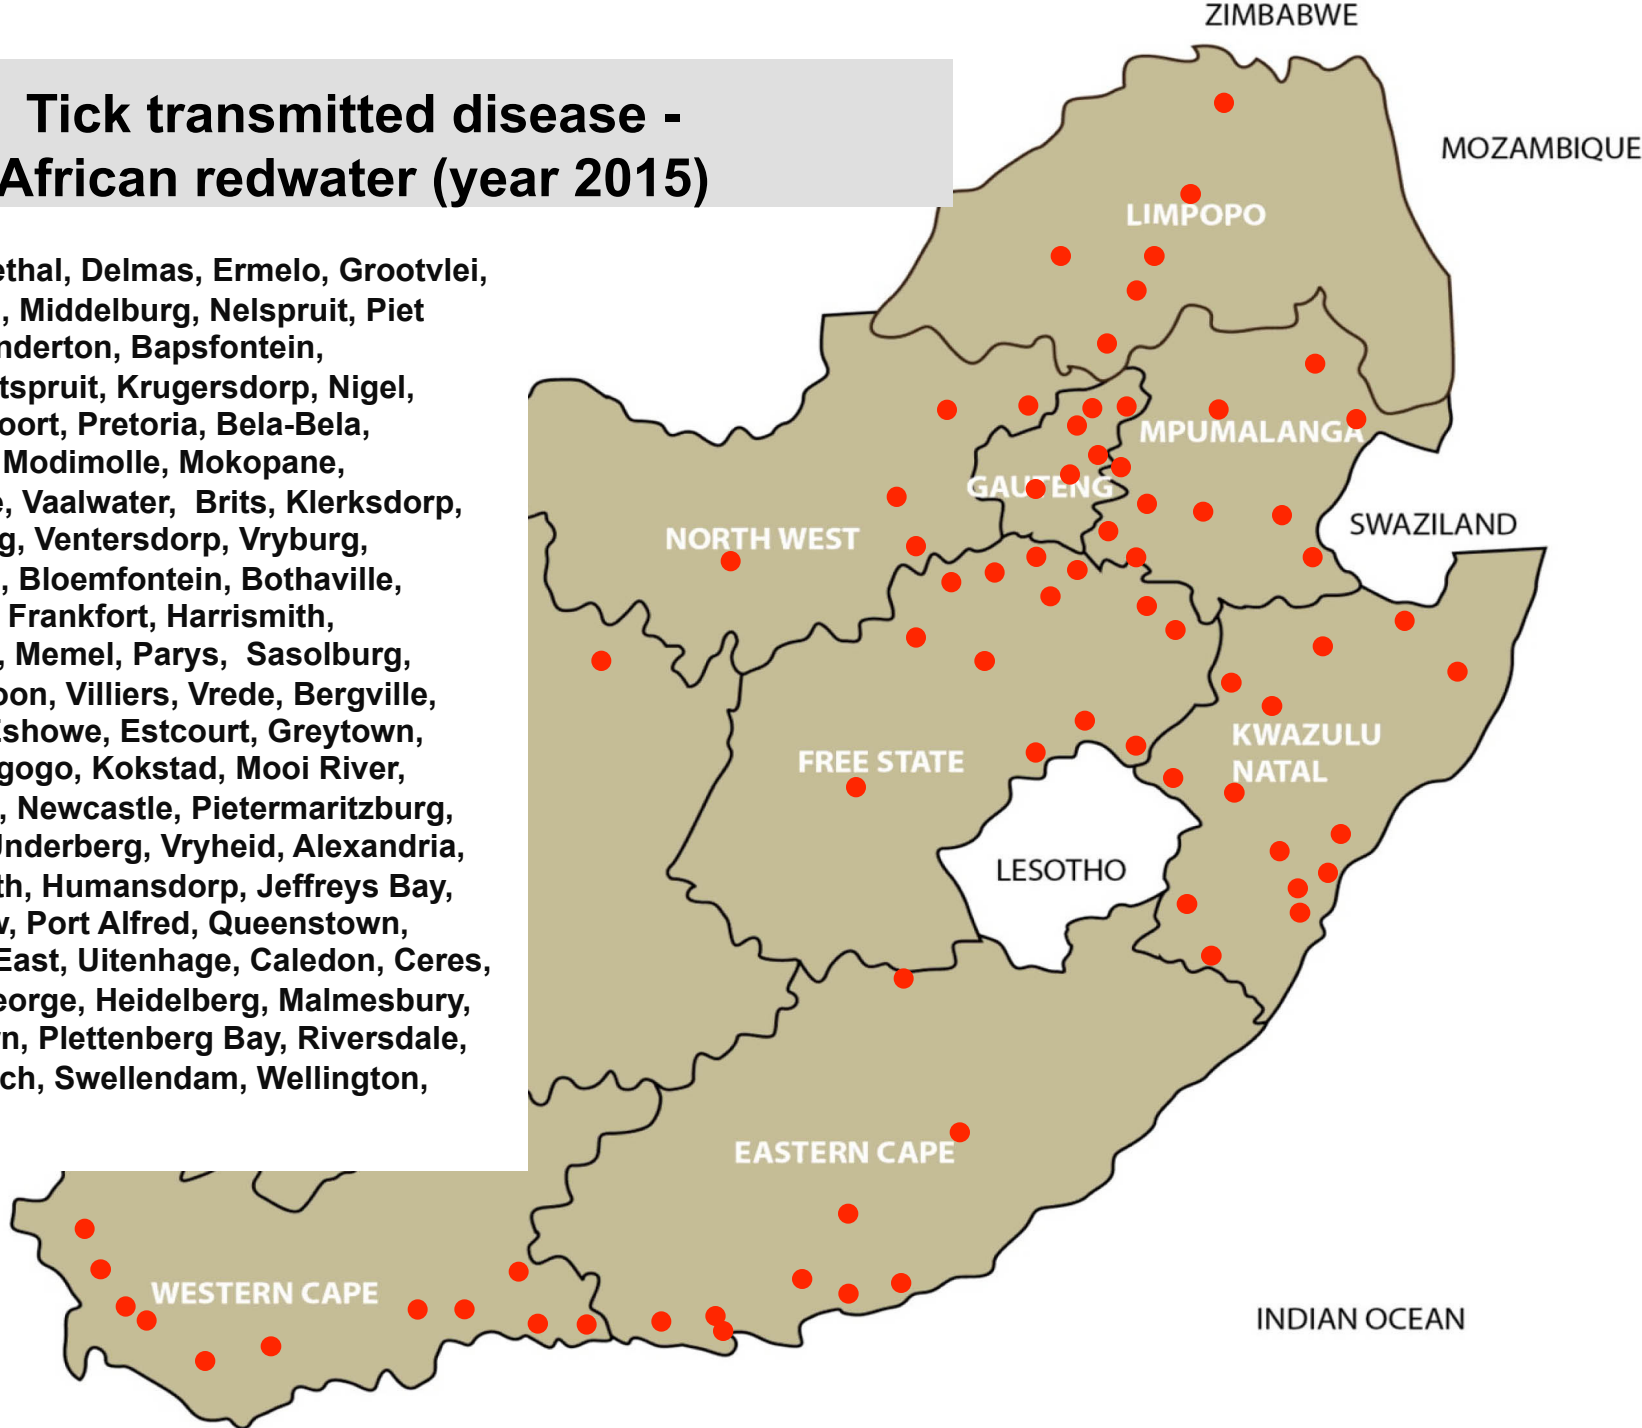 ZIMBABWE
Tick transmitted disease -
African redwater (year 2015)
MOZAMBIQUE
LIMPOPO
ethal, Delmas, Ermelo, Grootvlei,
, Middelburg, Nelspruit, Piet
nderton, Bapsfontein,
tspruit, Krugersdorp, Nigel,
oort, Pretoria, Bela-Bela,
Modimolle, Mokopane,
e, Vaalwater, Brits, Klerksdorp,
g, Ventersdorp, Vryburg,
, Bloemfontein, Bothaville,
Frankfort, Harrismith,
, Memel, Parys, Sasolburg,
oon, Villiers, Vrede, Bergville,
Eshowe, Estcourt, Greytown,
gogo, Kokstad, Mooi River,
, Newcastle, Pietermaritzburg,
Underberg, Vryheid, Alexandria,
th, Humansdorp, Jeffreys Bay,
w, Port Alfred, Queenstown,
East, Uitenhage, Caledon, Ceres,
eorge, Heidelberg, Malmesbury,
rn, Plettenberg Bay, Riversdale,
ch, Swellendam, Wellington,
MPUMALANGA
GAUTENG
SWAZILAND
NORTH WEST
KWAZULU
NATAL
FREE STATE
LESOTHO
EASTERN CAPE
WESTERN CAPE
INDIAN OCEAN